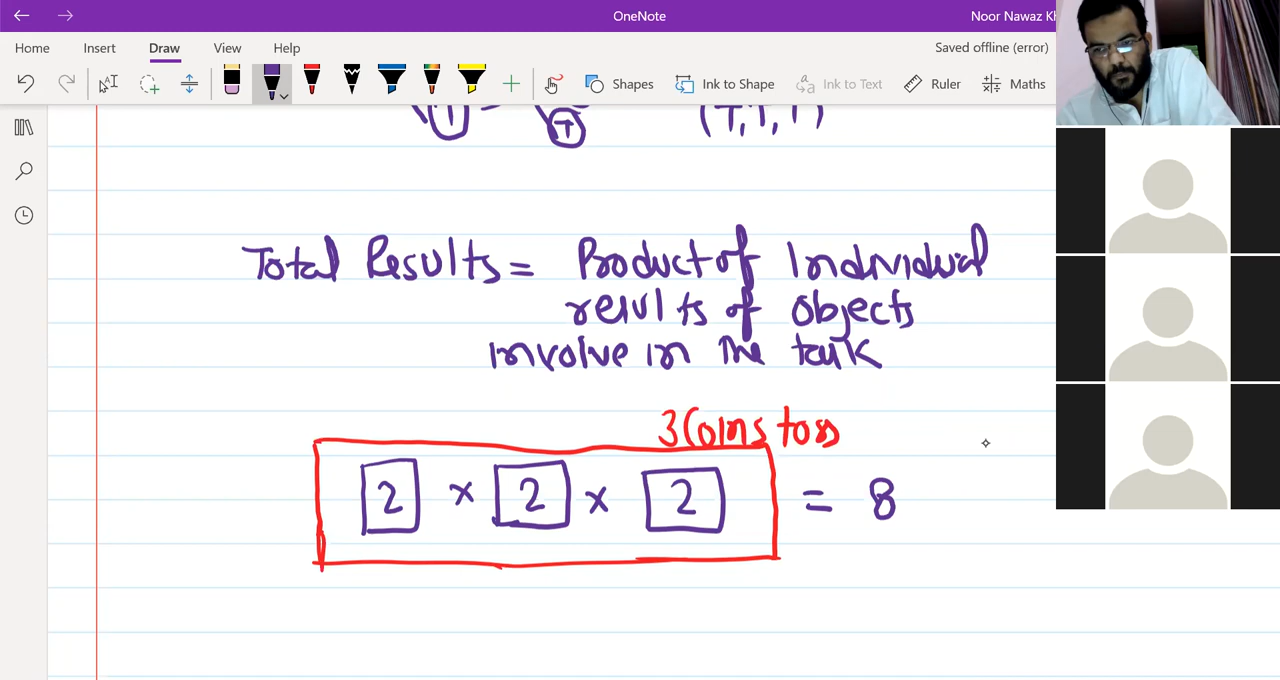 OneNote
Noor Nawaz Kh
Home Insert Draw View Help
Saved offline (error)
Shapes Ink to Shape Ink to Text Ruler Maths
T T (T, T, T)
Total Results = Product of Individual
results of objects
involve in the task
3 Coins toss
2 x 2 x 2 = 8